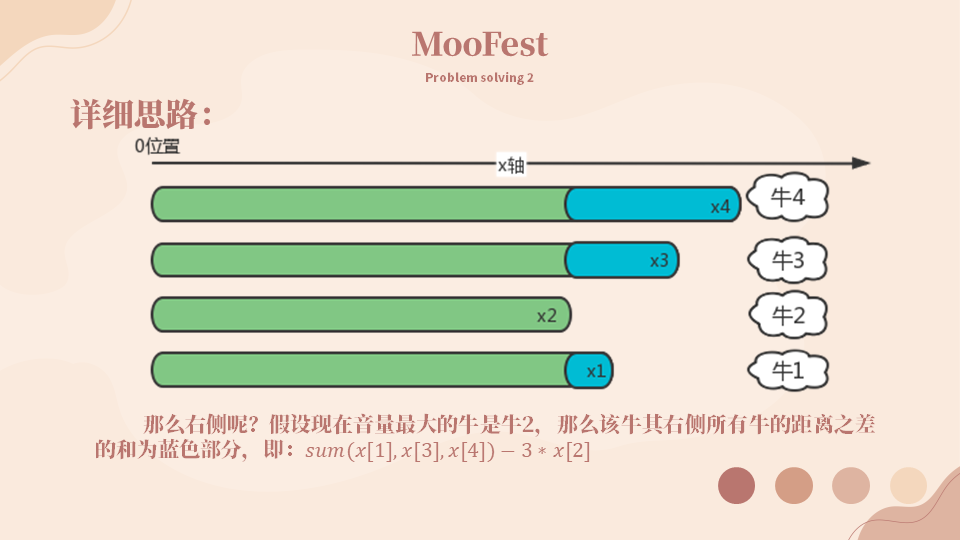 MooFest
Problem solving 2
详细思路：
0位置
x轴
x4
牛4
x3
牛3
x2
牛2
x1
牛1
那么右侧呢？假设现在音量最大的牛是牛2，那么该牛其右侧所有牛的距离之差
的和为蓝色部分，即：sum(x[1], x[3], x[4]) − 3 ∗ x[2]